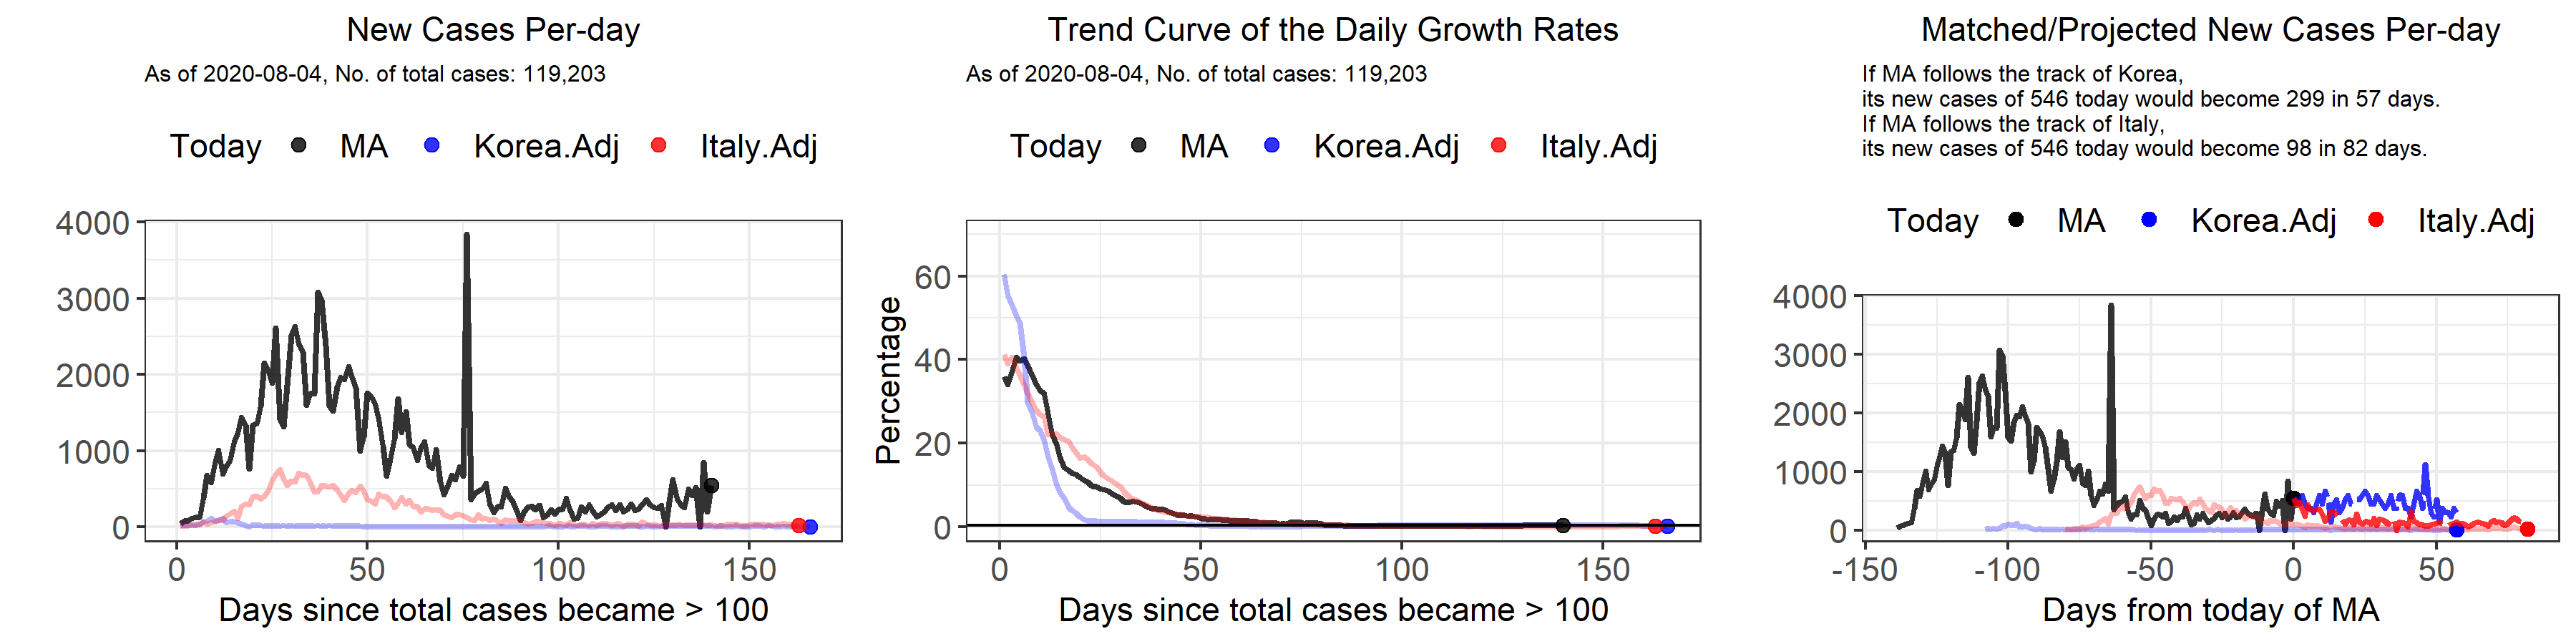 New Cases Per-day
As of 2020-08-04, No. of total cases: 119,203
Today MA Korea.Adj Italy.Adj
4000
3000
2000
1000
0
0 50 100 150
Days since total cases became > 100
Trend Curve of the Daily Growth Rates
As of 2020-08-04, No. of total cases: 119,203
Today MA Korea.Adj Italy.Adj
Percentage
60
40
20
0
0 50 100 150
Days since total cases became > 100
Matched/Projected New Cases Per-day
If MA follows the track of Korea,
its new cases of 546 today would become 299 in 57 days.
If MA follows the track of Italy,
its new cases of 546 today would become 98 in 82 days.
Today MA Korea.Adj Italy.Adj
4000
3000
2000
1000
0
-150 -100 -50 0 50
Days from today of MA